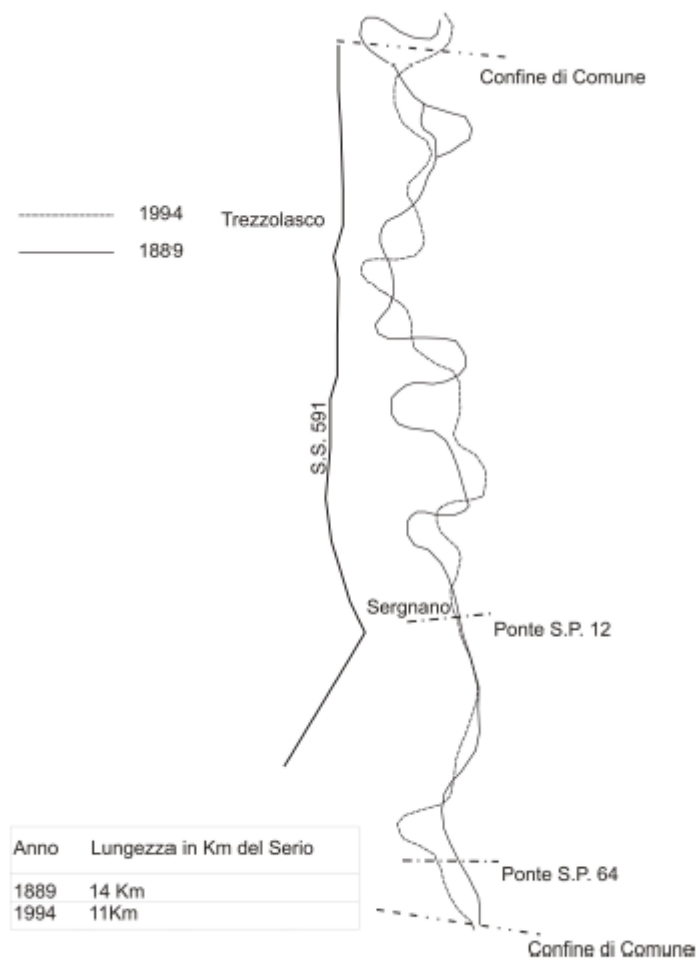 Confine di Comune
1994
Trezzolasco
1889
S.S. 591
Sergnano
Ponte S.P. 12
Anno Lungezza in Km del Serio
1889 14 Km
1994 11Km
Ponte S.P. 64
Confine di Comune